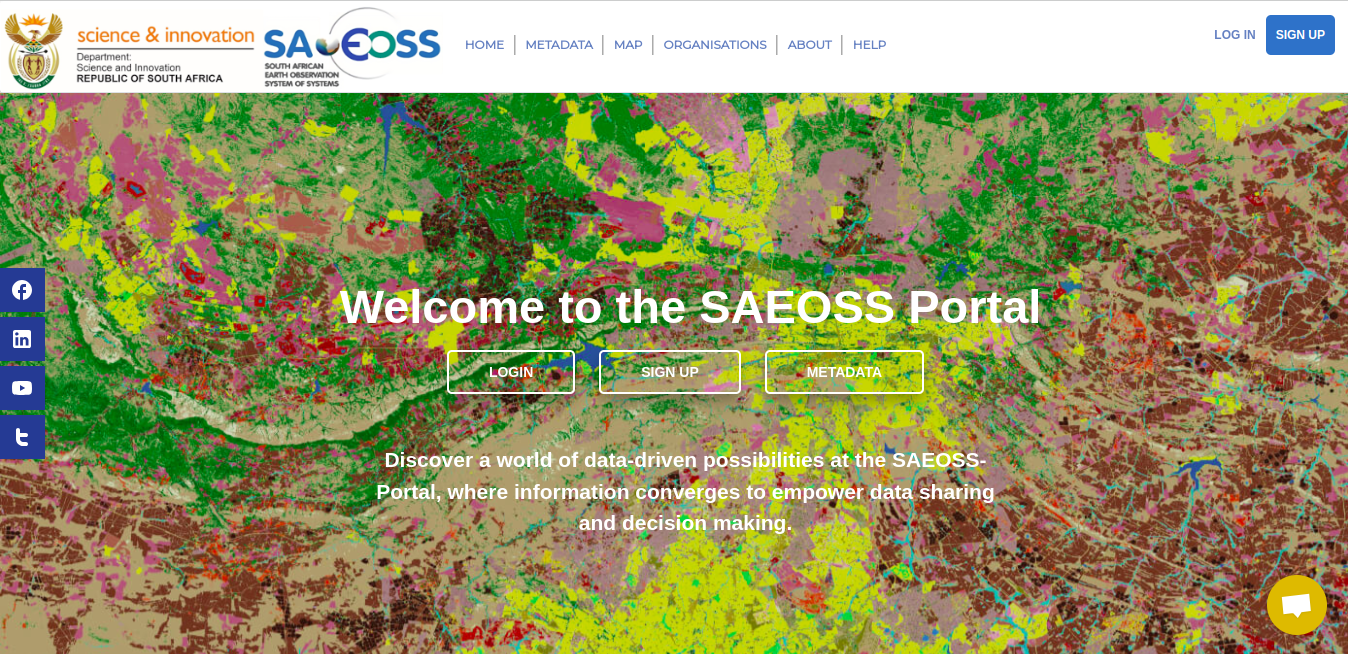 science & innovation
Department:
Science and Innovation
REPUBLIC OF SOUTH AFRICA
SAEOSS
SOUTH AFRICAN
EARTH OBSERVATION
SYSTEM OF SYSTEMS
HOME METADATA MAP ORGANISATIONS ABOUT HELP
LOG IN SIGN UP
Welcome to the SAEOSS Portal
LOGIN SIGN UP METADATA
Discover a world of data-driven possibilities at the SAEOSS-
Portal, where information converges to empower data sharing
and decision making.